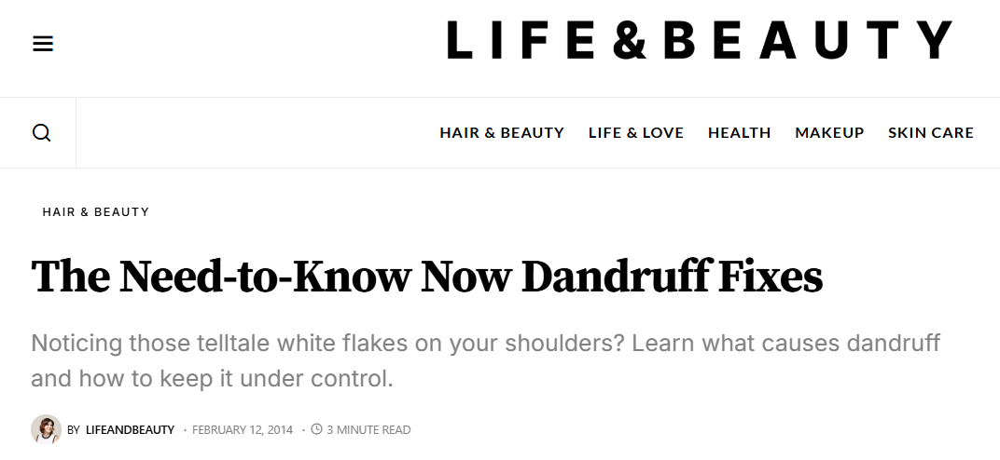 LIFE&BEAUTY
HAIR & BEAUTY LIFE & LOVE HEALTH MAKEUP SKIN CARE
HAIR & BEAUTY
The Need-to-Know Now Dandruff Fixes
Noticing those telltale white flakes on your shoulders? Learn what causes dandruff
and how to keep it under control.
BY LIFEANDBEAUTY · FEBRUARY 12, 2014 · 3 MINUTE READ